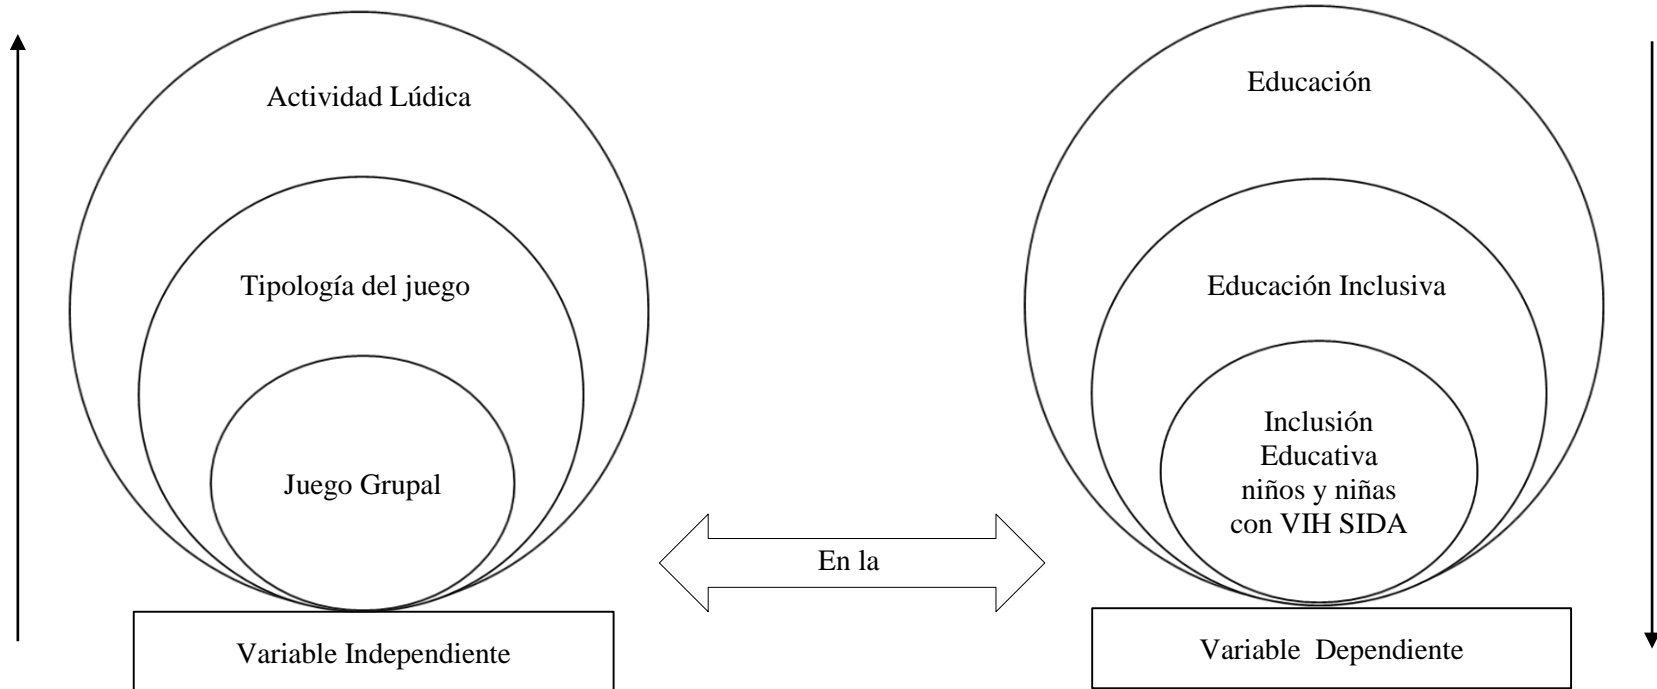 Actividad Lúdica
Tipología del juego
Juego Grupal
Variable Independiente
En la
Educación
Educación Inclusiva
Inclusión
Educativa
niños y niñas
con VIH SIDA
Variable Dependiente